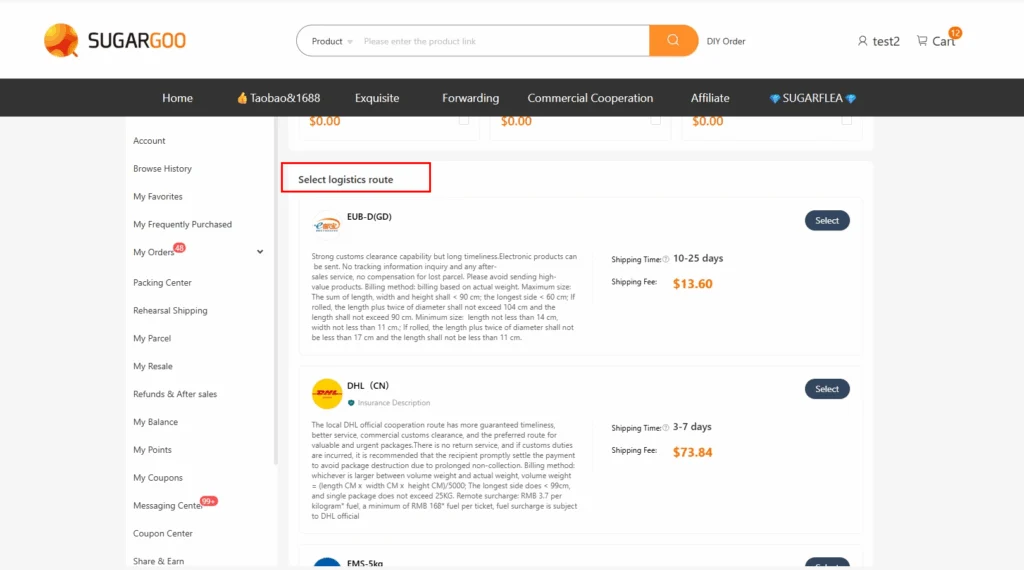 SUGARGOO
Product
Please enter the product link
DIY Order
test2
Cart
12
Home
Taobao&1688
Exquisite
Forwarding
Commercial Cooperation
Affiliate
SUGARFLEA
Account
Browse History
My Favorites
My Frequently Purchased
My Orders
48
Packing Center
Rehearsal Shipping
My Parcel
My Resale
Refunds & After sales
My Balance
My Points
My Coupons
Messaging Center
99+
Coupon Center
Share & Earn
$0.00
$0.00
$0.00
Select logistics route
EUB-D(GD)
Select
Strong customs clearance capability but long timeliness.Electronic products can
be sent. No tracking information inquiry and any after-
sales service, no compensation for lost parcel. Please avoid sending high-
value products. Billing method: billing based on actual weight. Maximum size:
The sum of length, width and height shall < 90 cm; the longest side < 60 cm; If
rolled, the length plus twice of diameter shall not exceed 104 cm and the
length shall not exceed 90 cm. Minimum size: length not less than 14 cm,
width not less than 11 cm.; If rolled, the length plus twice of diameter shall not
be less than 17 cm and the length shall not be less than 11 cm.
Shipping Time: 10-25 days
Shipping Fee: $13.60
DHL
DHL（CN）
Insurance Description
Select
The local DHL official cooperation route has more guaranteed timeliness,
better service, commercial customs clearance, and the preferred route for
valuable and urgent packages.There is no return service, and if customs duties
are incurred, it is recommended that the recipient promptly settle the payment
to avoid package destruction due to prolonged non-collection. Billing method:
whichever is larger between volume weight and actual weight, volume weight
= (length CM x width CM x height CM)/5000; The longest side does < 99cm,
and single package does not exceed 25KG. Remote surcharge: RMB 3.7 per
kilogram* fuel, a minimum of RMB 168* fuel per ticket, fuel surcharge is subject
to DHL official
Shipping Time: 3-7 days
Shipping Fee: $73.84
EMS-5kg
Select